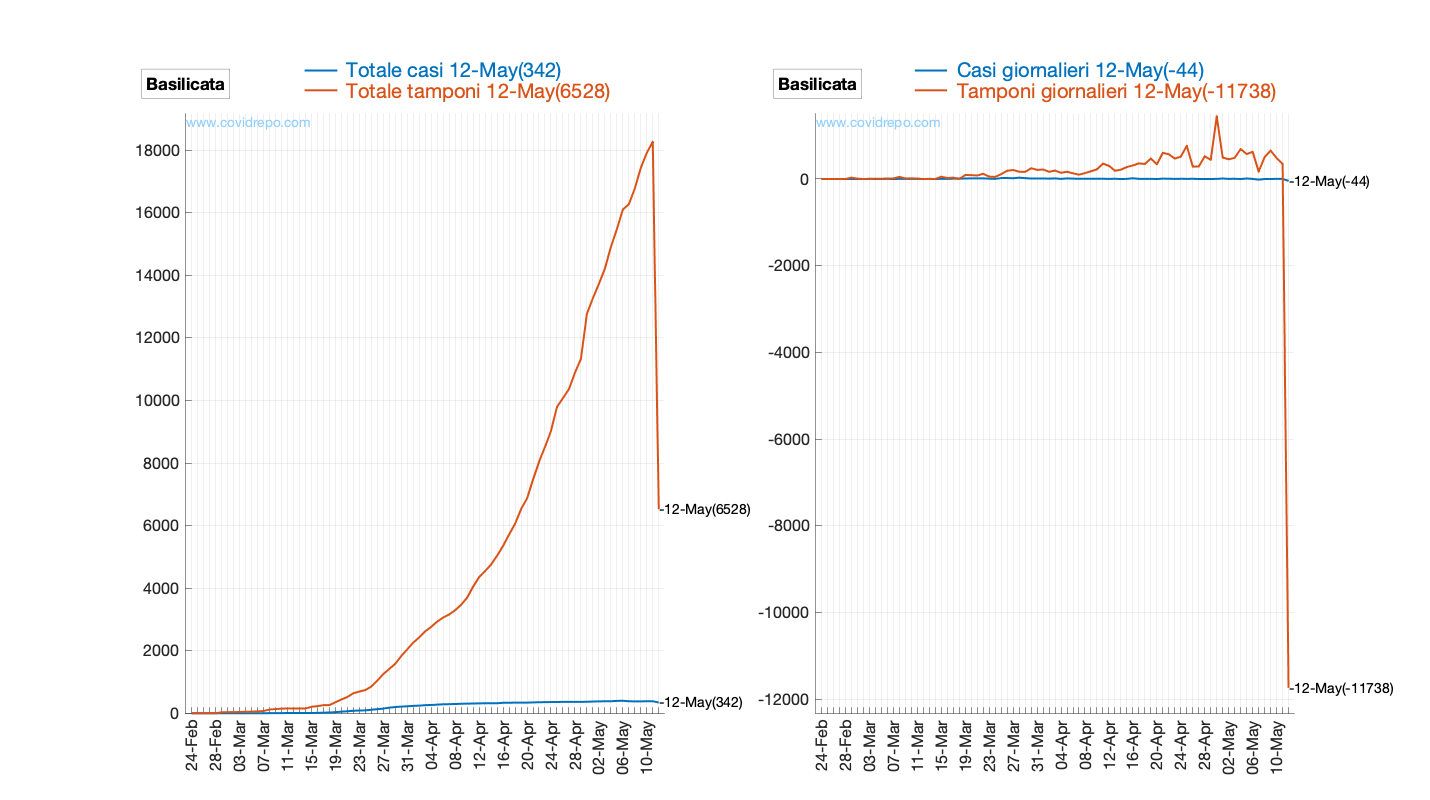 Basilicata
Totale casi 12-May(342)
Totale tamponi 12-May(6528)
www.covidrepo.com
18000
16000
14000
12000
10000
8000
6000
4000
2000
0
12-May(6528)
12-May(342)
24-Feb
28-Feb
03-Mar
07-Mar
11-Mar
15-Mar
19-Mar
23-Mar
27-Mar
31-Mar
04-Apr
08-Apr
12-Apr
16-Apr
20-Apr
24-Apr
28-Apr
02-May
06-May
10-May
Basilicata
Casi giornalieri 12-May(-44)
Tamponi giornalieri 12-May(-11738)
www.covidrepo.com
0
-2000
-4000
-6000
-8000
-10000
-12000
12-May(-44)
12-May(-11738)
24-Feb
28-Feb
03-Mar
07-Mar
11-Mar
15-Mar
19-Mar
23-Mar
27-Mar
31-Mar
04-Apr
08-Apr
12-Apr
16-Apr
20-Apr
24-Apr
28-Apr
02-May
06-May
10-May